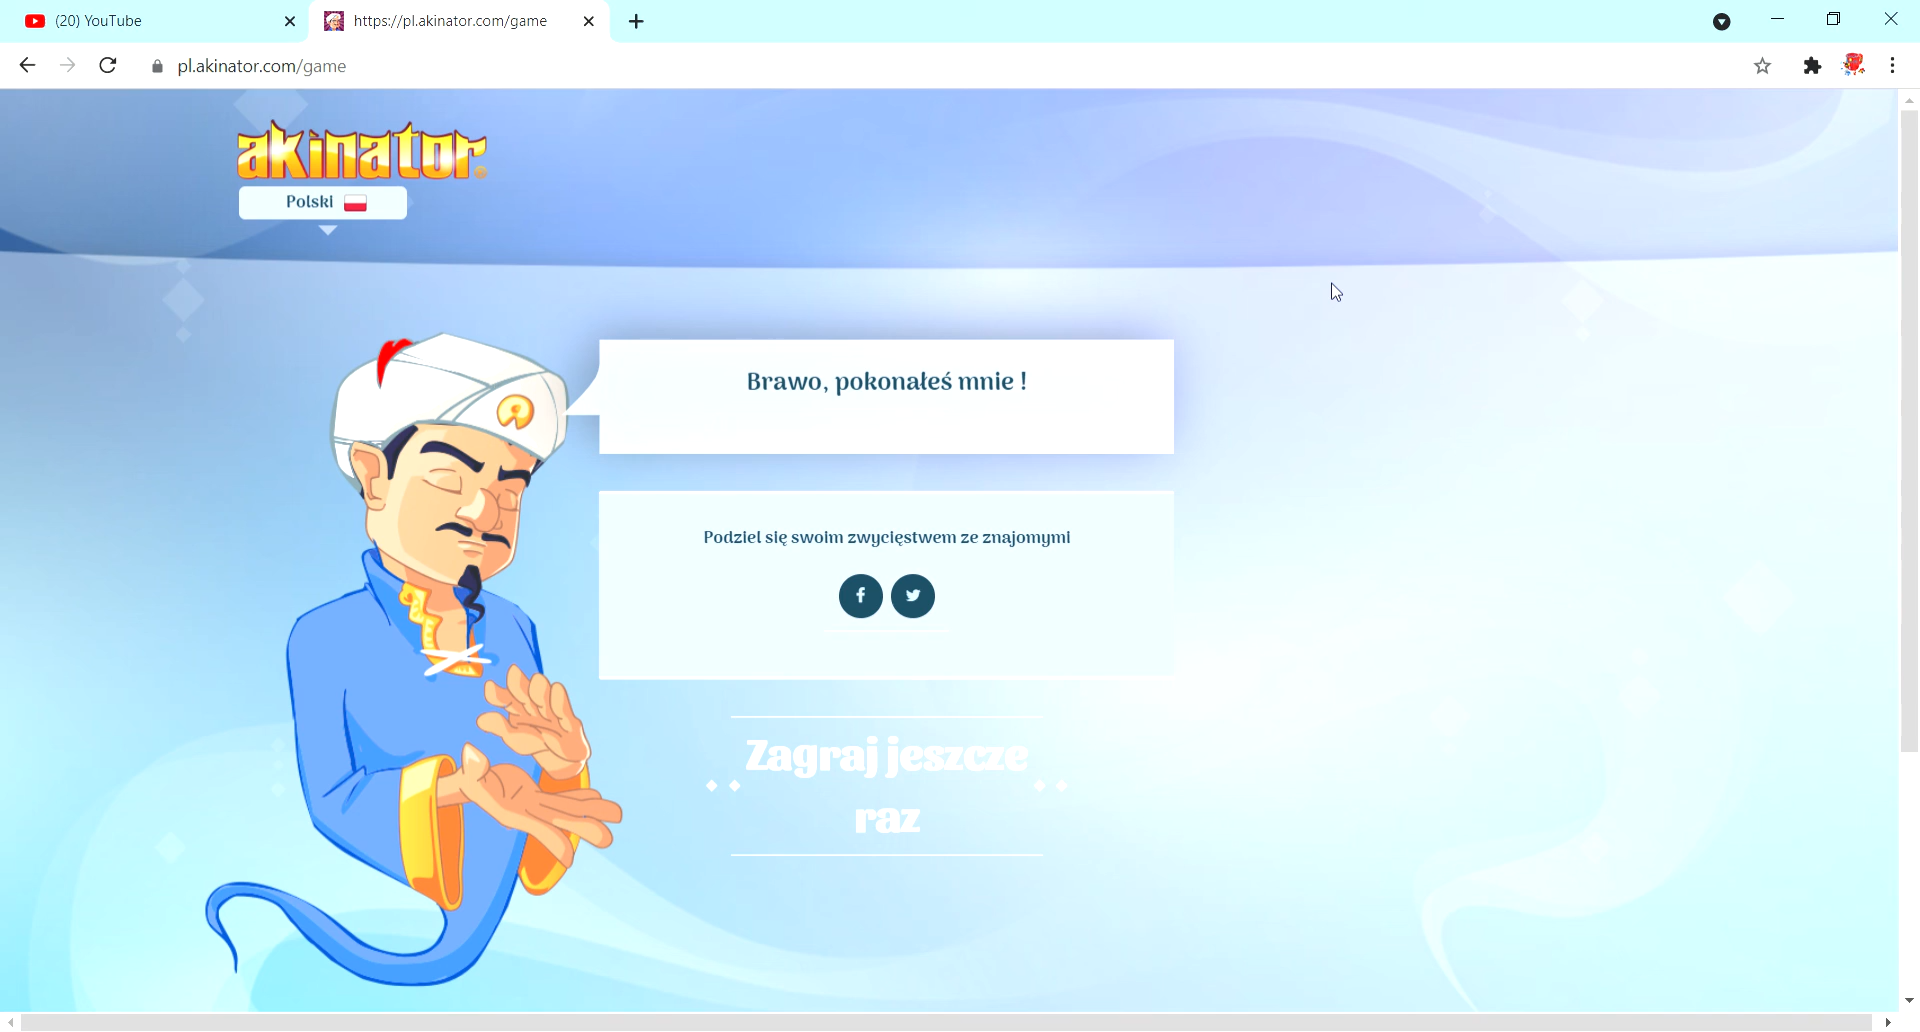 (20) YouTube
https://pl.akinator.com/game
pl.akinator.com/game
akinator
Polski
Brawo, pokonałeś mnie !
Podziel się swoim zwycięstwem ze znajomymi
Zagraj jeszcze
raz